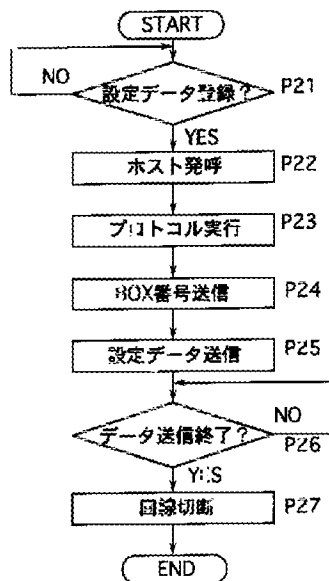 START
NO
設定データ登録?
P21
YES
ホスト発呼
P22
プロトコル実行
P23
BOX番号送信
P24
設定データ送信
P25
データ送信終了?
NO
P26
YES
回線切断
P27
END